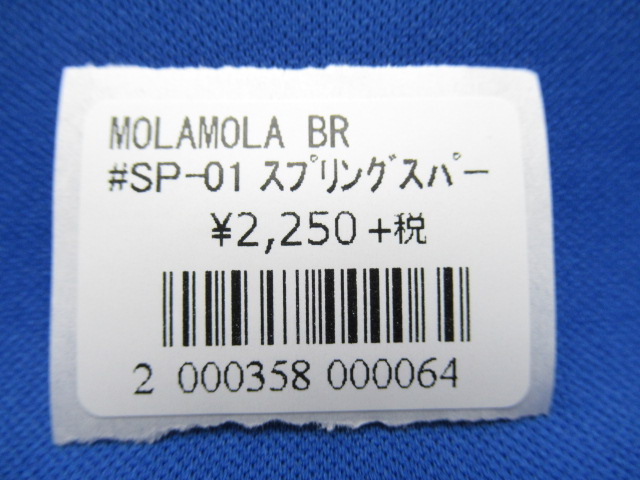 MOLAMOLA BR
#SP-01 ｽﾌﾟﾘﾝｸﾞｽﾊﾟｰ
¥2,250+税
2 000358 000064